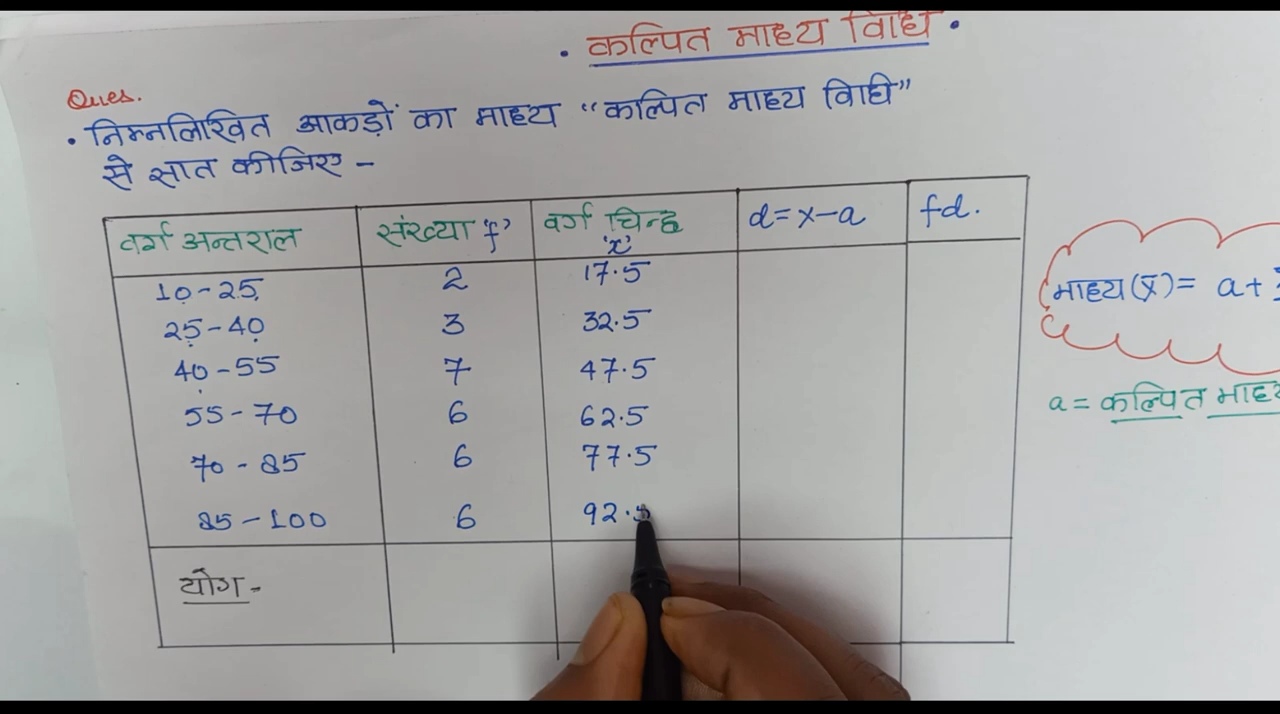 · कल्पित माध्य विधि ·
Ques.
· निम्नलिखित आकड़ों का माध्य "कल्पित माध्य विधि"
से ज्ञात कीजिए -
वर्ग अन्तराल संख्या 'f' वर्ग चिन्ह 'x' d=x-a fd.
10-25 2 17.5
25-40 3 32.5
40-55 7 47.5
55-70 6 62.5
70-85 6 77.5
85-100 6 92.5
योग-
माध्य(x̄)= a+
a= कल्पित माध्य